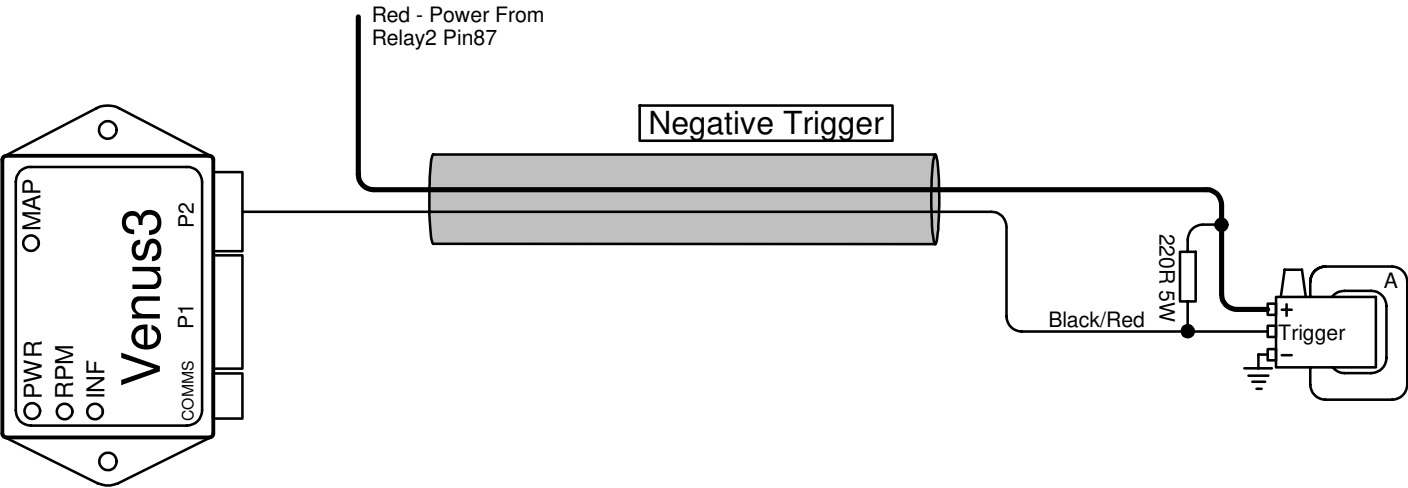 Red - Power From
Relay2 Pin87
Negative Trigger
MAP
Venus3
P2
P1
PWR
RPM
INF
COMMS
220R 5W
Black/Red
A
+
Trigger
−